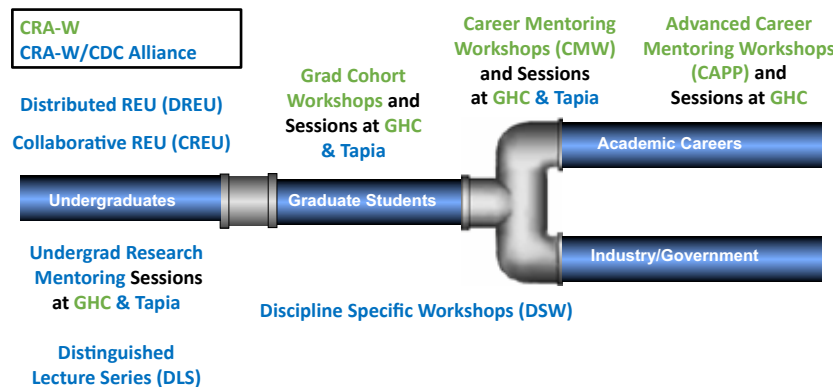 CRA-W
CRA-W/CDC Alliance
Distributed REU (DREU)
Collaborative REU (CREU)
Grad Cohort
Workshops and
Sessions at GHC
& Tapia
Career Mentoring
Workshops (CMW)
and Sessions
at GHC & Tapia
Advanced Career
Mentoring Workshops
(CAPP) and
Sessions at GHC
Undergraduates
Graduate Students
Academic Careers
Industry/Government
Undergrad Research
Mentoring Sessions
at GHC & Tapia
Discipline Specific Workshops (DSW)
Distinguished
Lecture Series (DLS)